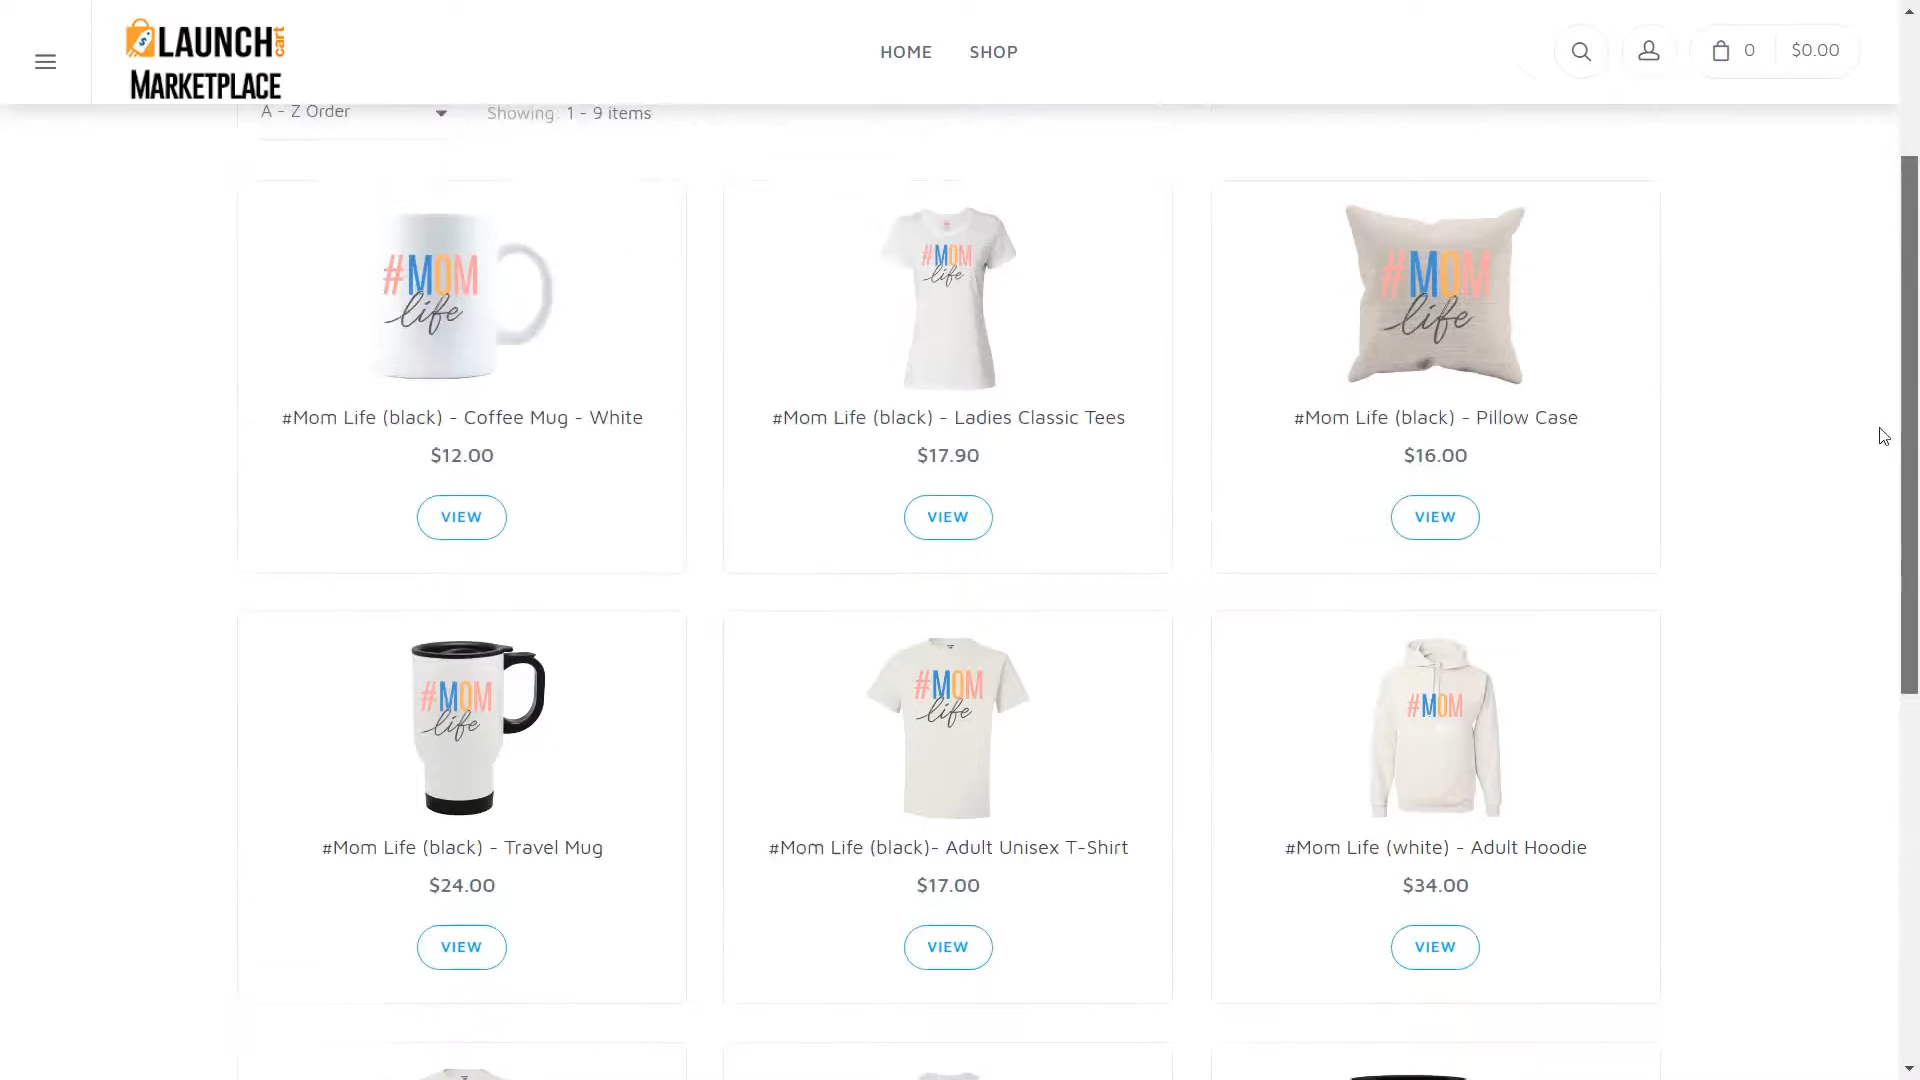 LAUNCH cart
MARKETPLACE
HOME SHOP
0 $0.00
A - Z Order
Showing: 1 - 9 items
#MOM
life
#MOM
life
#MOM
life
#Mom Life (black) - Coffee Mug - White
$12.00
VIEW
#Mom Life (black) - Ladies Classic Tees
$17.90
VIEW
#Mom Life (black) - Pillow Case
$16.00
VIEW
#MOM
life
#MOM
life
#MOM
#Mom Life (black) - Travel Mug
$24.00
VIEW
#Mom Life (black)- Adult Unisex T-Shirt
$17.00
VIEW
#Mom Life (white) - Adult Hoodie
$34.00
VIEW